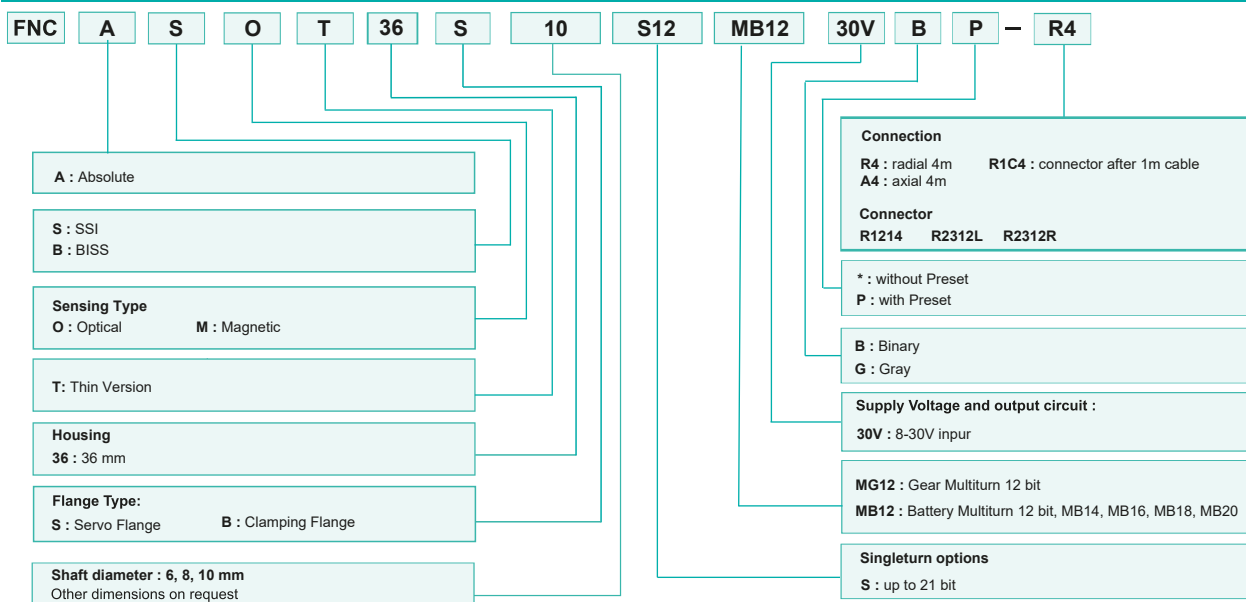 FNC A S O T 36 S 10 S12 MB12 30V B P – R4
A : Absolute
S : SSI
B : BISS
Sensing Type
O : Optical M : Magnetic
T: Thin Version
Housing
36 : 36 mm
Flange Type:
S : Servo Flange B : Clamping Flange
Shaft diameter : 6, 8, 10 mm
Other dimensions on request
Connection
R4 : radial 4m R1C4 : connector after 1m cable
A4 : axial 4m
Connector
R1214 R2312L R2312R
* : without Preset
P : with Preset
B : Binary
G : Gray
Supply Voltage and output circuit :
30V : 8-30V inpur
MG12 : Gear Multiturn 12 bit
MB12 : Battery Multiturn 12 bit, MB14, MB16, MB18, MB20
Singleturn options
S : up to 21 bit